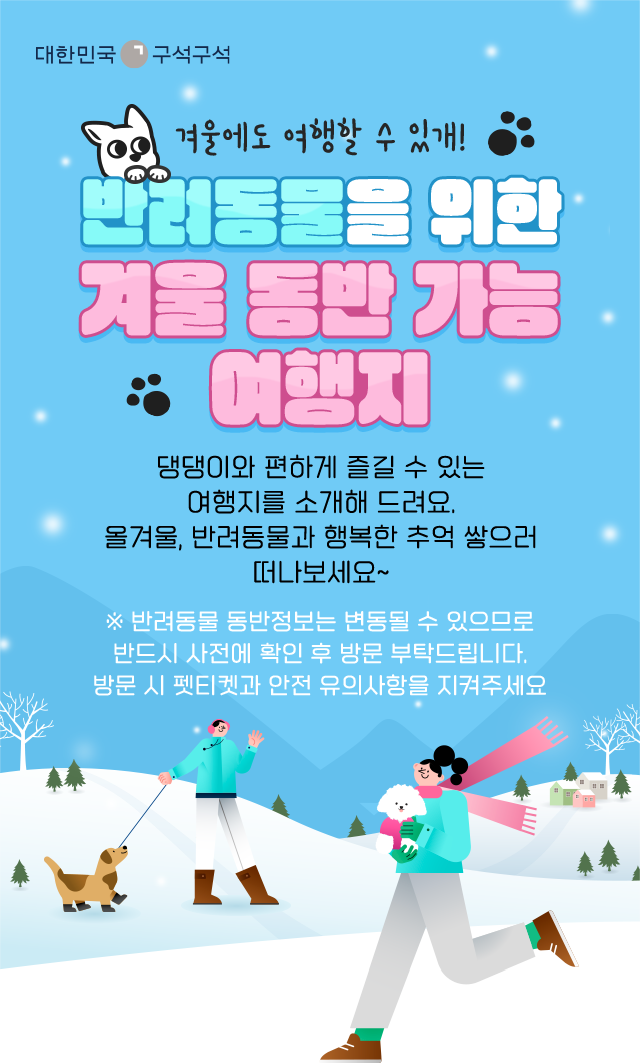 대한민국 구석구석
겨울에도 여행할 수 있개!
반려동물을 위한
겨울 동반 가능
여행지
댕댕이와 편하게 즐길 수 있는
여행지를 소개해 드려요.
올겨울, 반려동물과 행복한 추억 쌓으러
떠나보세요~
※ 반려동물 동반정보는 변동될 수 있으므로
반드시 사전에 확인 후 방문 부탁드립니다.
방문 시 펫티켓과 안전 유의사항을 지켜주세요